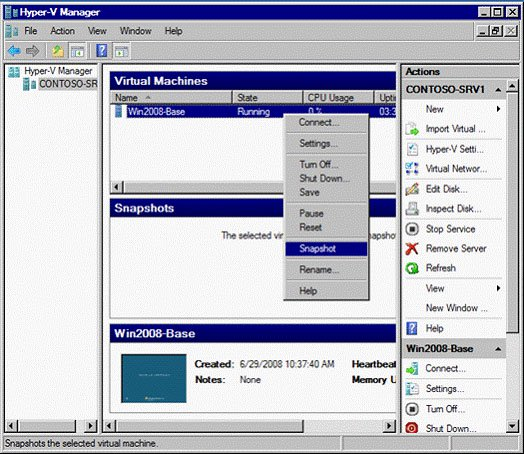 Hyper-V Manager
File Action View Window Help
Hyper-V Manager
CONTOSO-SR
Virtual Machines
Name State CPU Usage Upti
Win2008-Base Running 0 % 03:3
Connect...
Settings...
Turn Off...
Shut Down...
Save
Pause
Reset
Snapshot
Rename...
Help
Snapshots
The selected vir
napshot
Win2008-Base
Created: 6/29/2008 10:37:40 AM Heartbeat
Notes: None Memory U
Actions
CONTOSO-SRV1
New
Import Virtual ...
Hyper-V Setti...
Virtual Networ...
Edit Disk...
Inspect Disk...
Stop Service
Remove Server
Refresh
View
New Window ...
Help
Win2008-Base
Connect...
Settings...
Turn Off...
Shut Down...
Snapshots the selected virtual machine.